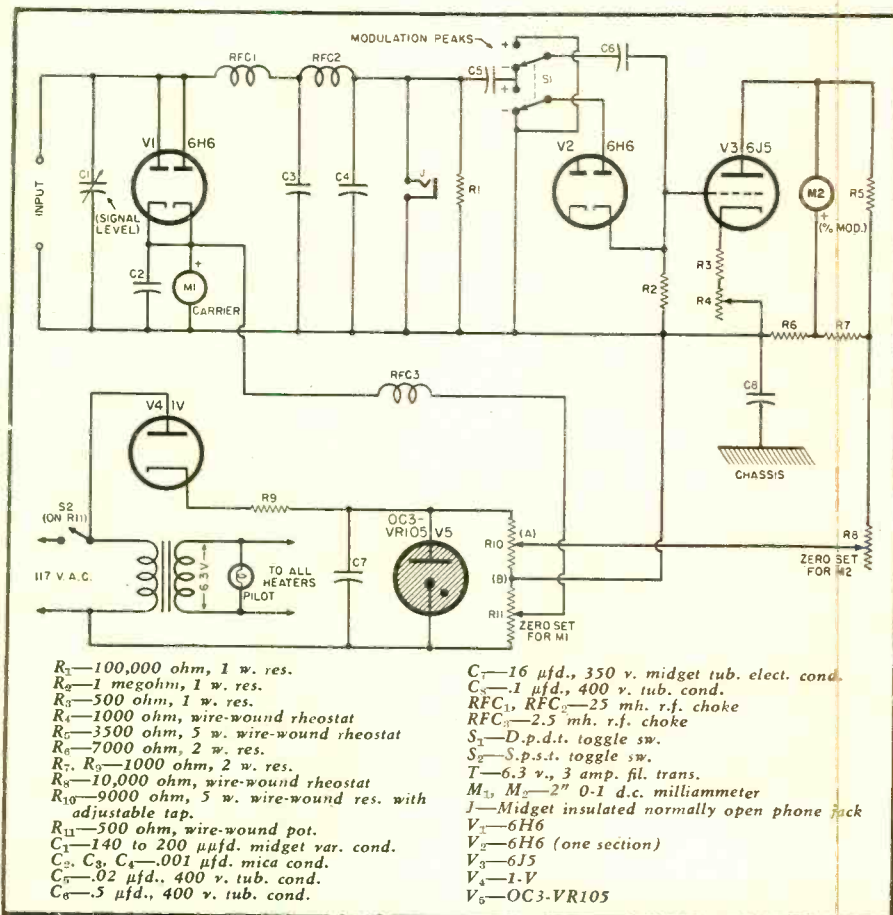 MODULATION PEAKS
RFC1
RFC2
C5
+
−
+
−
S1
C6
V1
6H6
V2
6H6
V3
6J5
INPUT
C1
(SIGNAL
LEVEL)
C3
C4
J
R1
M2
+
(% MOD.)
R5
C2
+
M1
CARRIER
R2
R3
R4
R6
R7
RFC3
C8
CHASSIS
V4
1V
S2
(ON R11)
R9
OC3-
VR105
V5
C7
R10
(A)
(B)
R11
ZERO SET
FOR M1
R8
ZERO SET
FOR M2
117 V.A.C.
6.3 V.
PILOT
TO ALL
HEATERS
R₁—100,000 ohm, 1 w. res.
R₂—1 megohm, 1 w. res.
R₃—500 ohm, 1 w. res.
R₄—1000 ohm, wire-wound rheostat
R₅—3500 ohm, 5 w. wire-wound rheostat
R₆—7000 ohm, 2 w. res.
R₇, R₉—1000 ohm, 2 w. res.
R₈—10,000 ohm, wire-wound rheostat
R₁₀—9000 ohm, 5 w. wire-wound res. with
adjustable tap.
R₁₁—500 ohm, wire-wound pot.
C₁—140 to 200 μμfd. midget var. cond.
C₂, C₃, C₄—.001 μfd. mica cond.
C₅—.02 μfd., 400 v. tub. cond.
C₆—.5 μfd., 400 v. tub. cond.
C₇—16 μfd., 350 v. midget tub. elect. cond.
C₈—.1 μfd., 400 v. tub. cond.
RFC₁, RFC₂—25 mh. r.f. choke
RFC₃—2.5 mh. r.f. choke
S₁—D.p.d.t. toggle sw.
S₂—S.p.s.t. toggle sw.
T—6.3 v., 3 amp. fil. trans.
M₁, M₂—2" 0-1 d.c. milliammeter
J—Midget insulated normally open phone jack
V₁—6H6
V₂—6H6 (one section)
V₃—6J5
V₄—1-V
V₅—OC3-VR105